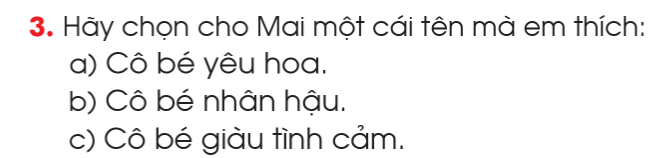 3. Hãy chọn cho Mai một cái tên mà em thích:
a) Cô bé yêu hoa.
b) Cô bé nhân hậu.
c) Cô bé giàu tình cảm.